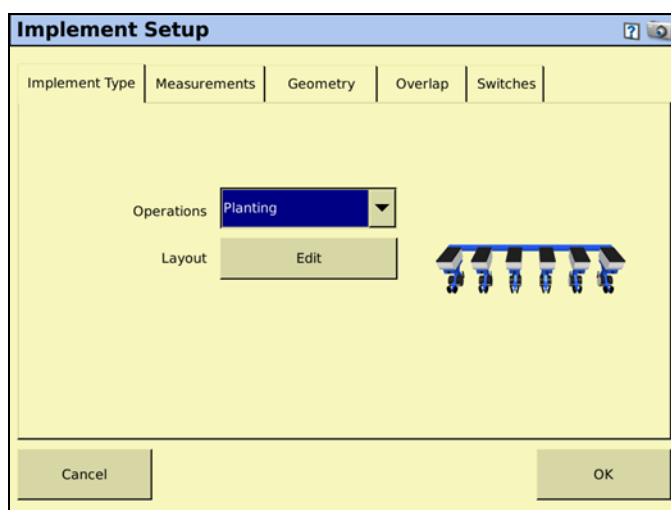 Implement Setup ?
Implement Type Measurements Geometry Overlap Switches
Operations Planting
Layout Edit
Cancel OK